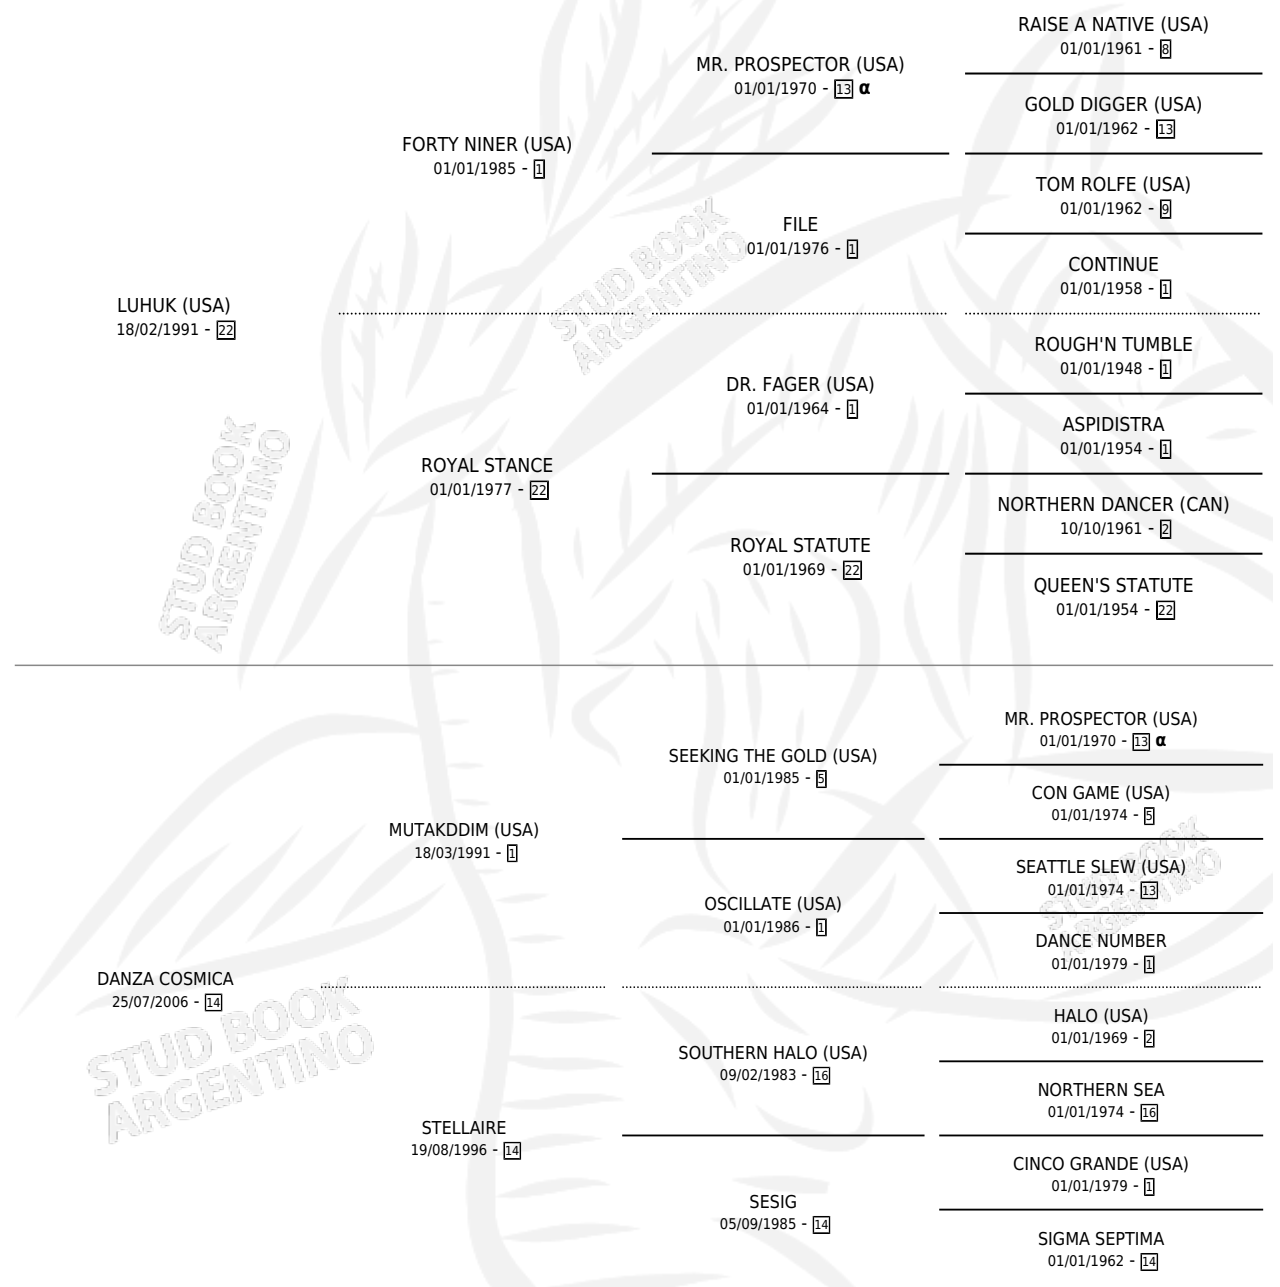 RAISE A NATIVE (USA)
01/01/1961 - 8
MR. PROSPECTOR (USA)
01/01/1970 - 13 α
GOLD DIGGER (USA)
01/01/1962 - 13
FORTY NINER (USA)
01/01/1985 - 1
TOM ROLFE (USA)
01/01/1962 - 9
FILE
01/01/1976 - 1
CONTINUE
01/01/1958 - 1
LUHUK (USA)
18/02/1991 - 22
ROUGH'N TUMBLE
01/01/1948 - 1
DR. FAGER (USA)
01/01/1964 - 1
ASPIDISTRA
01/01/1954 - 1
ROYAL STANCE
01/01/1977 - 22
NORTHERN DANCER (CAN)
10/10/1961 - 2
ROYAL STATUTE
01/01/1969 - 22
QUEEN'S STATUTE
01/01/1954 - 22
STUD BOOK
ARGENTINO
STUD BOOK
ARGENTINO
MR. PROSPECTOR (USA)
01/01/1970 - 13 α
SEEKING THE GOLD (USA)
01/01/1985 - 5
CON GAME (USA)
01/01/1974 - 5
MUTAKDDIM (USA)
18/03/1991 - 1
SEATTLE SLEW (USA)
01/01/1974 - 13
OSCILLATE (USA)
01/01/1986 - 1
DANCE NUMBER
01/01/1979 - 1
DANZA COSMICA
25/07/2006 - 14
HALO (USA)
01/01/1969 - 2
SOUTHERN HALO (USA)
09/02/1983 - 16
NORTHERN SEA
01/01/1974 - 16
STELLAIRE
19/08/1996 - 14
CINCO GRANDE (USA)
01/01/1979 - 1
SESIG
05/09/1985 - 14
SIGMA SEPTIMA
01/01/1962 - 14
STUD BOOK
ARGENTINO
STUD BOOK
ARGENTINO